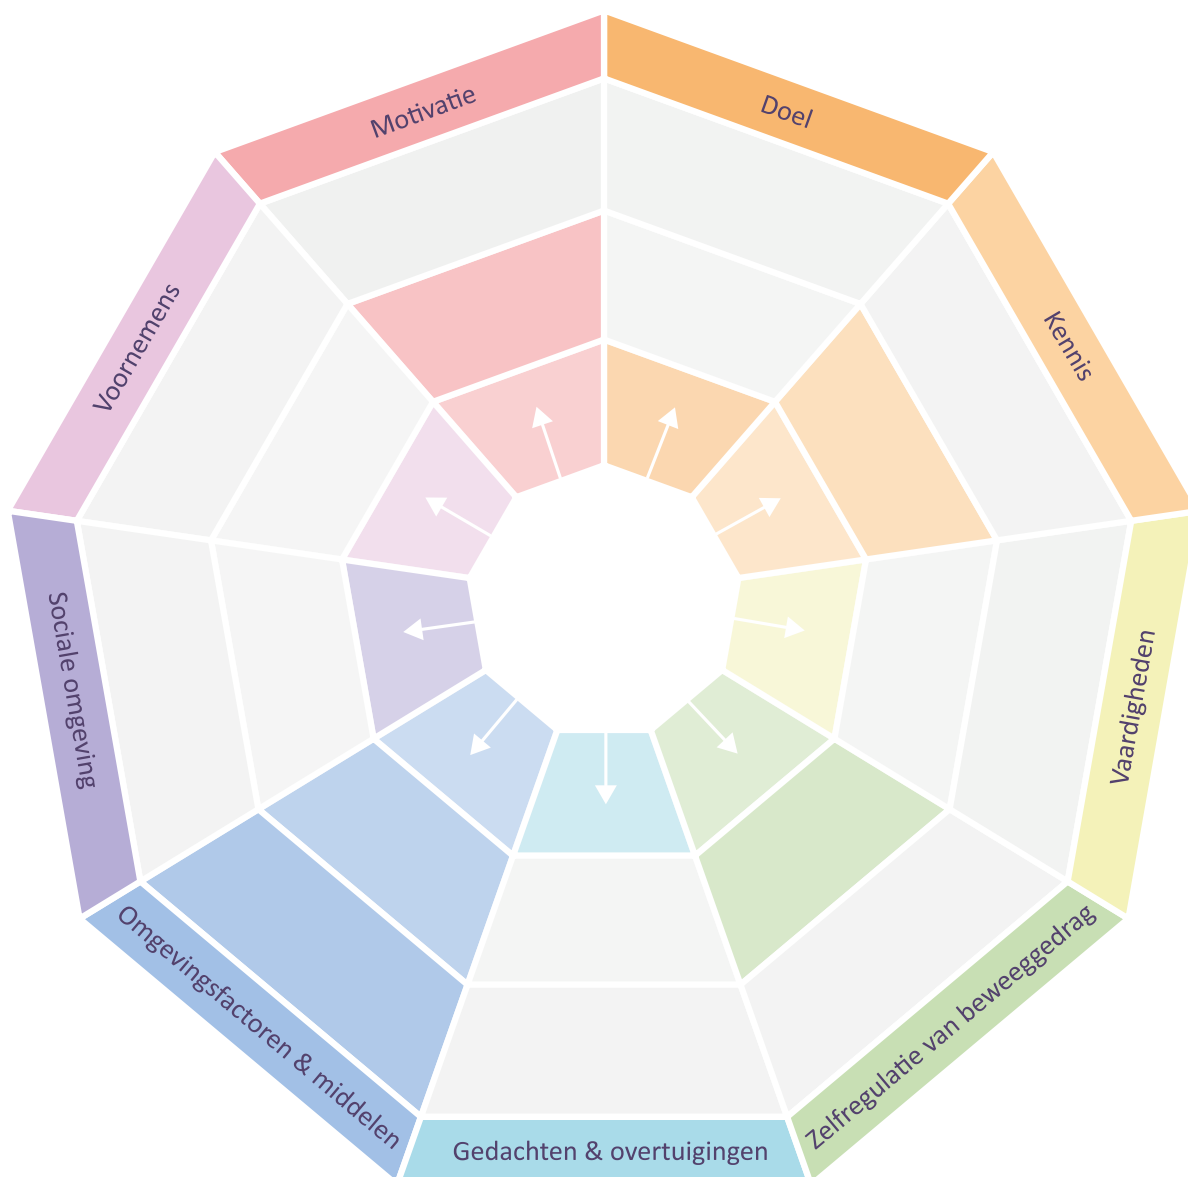 Motivatie
Doel
Kennis
Vaardigheden
Zelfregulatie van beweeggedrag
Gedachten & overtuigingen
Omgevingsfactoren & middelen
Sociale omgeving
Voornemens